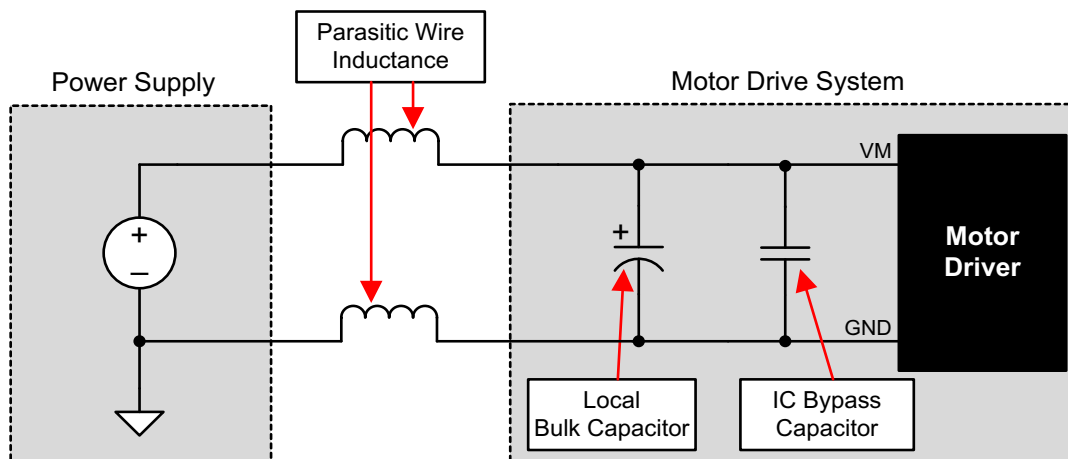 Parasitic Wire
Inductance
Power Supply
Motor Drive System
VM
+
–
+
Motor
Driver
GND
Local
Bulk Capacitor
IC Bypass
Capacitor